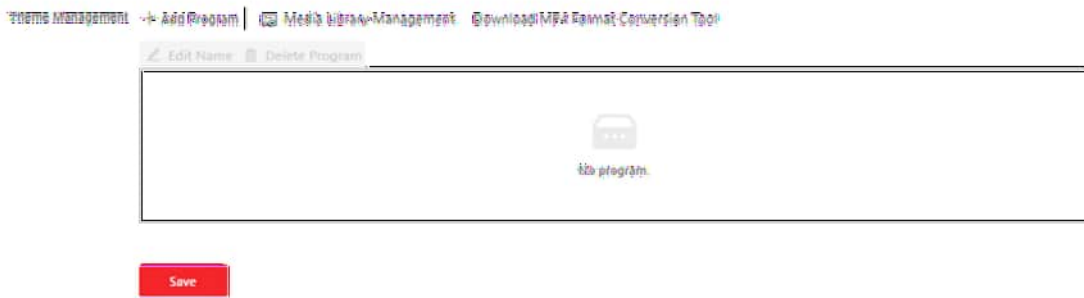 Theme Management + Add Program Media Library Management Download MP4 Format Conversion Tool
Edit Name Delete Program
No program.
Save